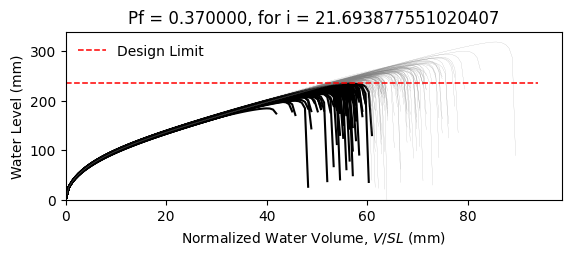 Pf = 0.370000, for i = 21.693877551020407
Design Limit
Water Level (mm)
300
200
100
0
0 20 40 60 80
Normalized Water Volume, V/SL (mm)